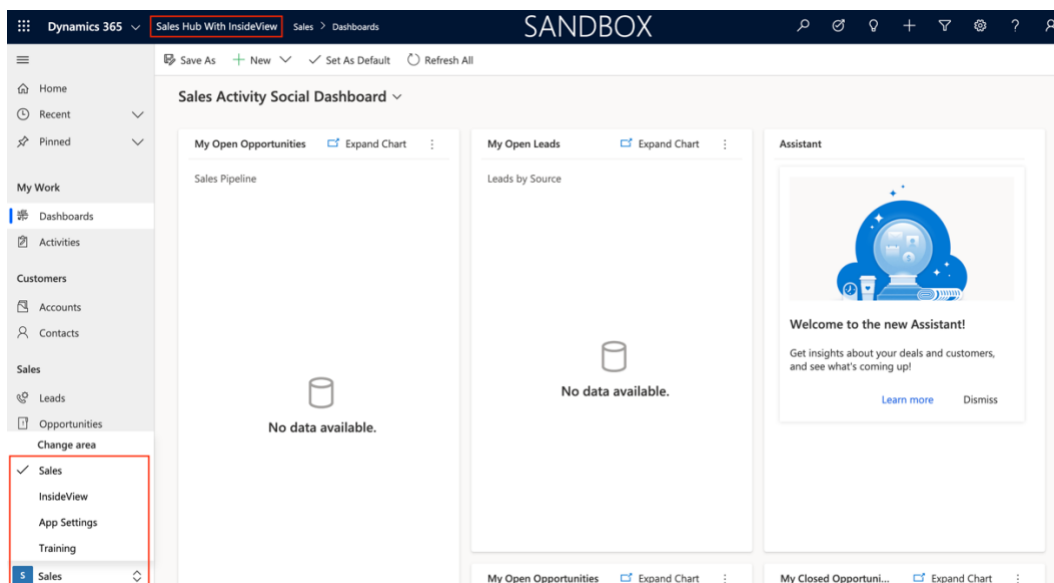 Dynamics 365 Sales Hub With InsideView Sales > Dashboards SANDBOX
Save As New Set As Default Refresh All
Home
Recent
Pinned
My Work
Dashboards
Activities
Customers
Accounts
Contacts
Sales
Leads
Opportunities
Change area
Sales
InsideView
App Settings
Training
S Sales
Sales Activity Social Dashboard
My Open Opportunities Expand Chart
Sales Pipeline
No data available.
My Open Leads Expand Chart
Leads by Source
No data available.
Assistant
Welcome to the new Assistant!
Get insights about your deals and customers,
and see what's coming up!
Learn more Dismiss
My Open Opportunities Expand Chart
My Closed Opportuni... Expand Chart